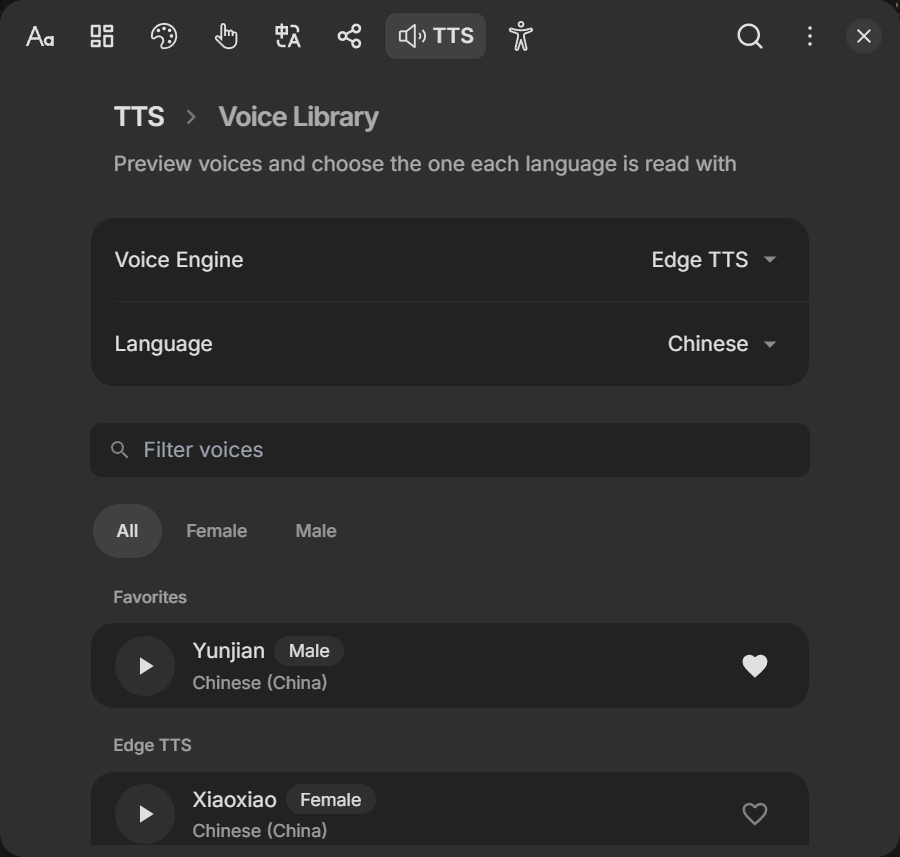 Aa TTS
TTS > Voice Library
Preview voices and choose the one each language is read with
Voice Engine Edge TTS
Language Chinese
Filter voices
All Female Male
Favorites
Yunjian Male
Chinese (China)
Edge TTS
Xiaoxiao Female
Chinese (China)